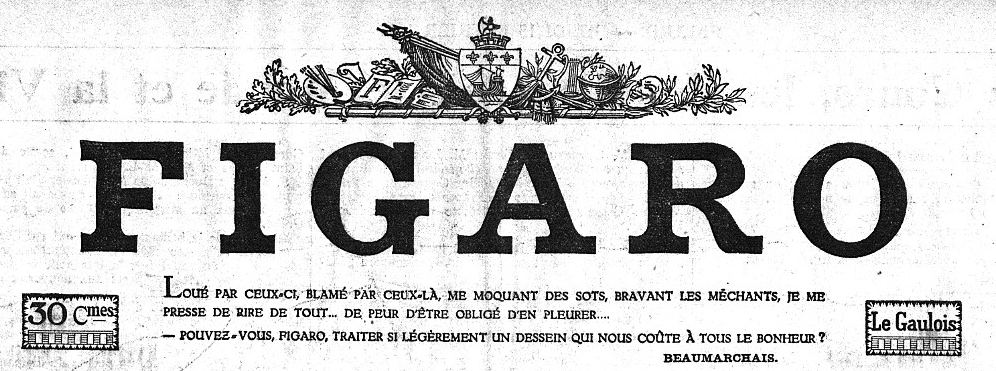 FIGARO
LOUÉ PAR CEUX-CI, BLAMÉ PAR CEUX-LÀ, ME MOQUANT DES SOTS, BRAVANT LES MÉCHANTS, JE ME
PRESSE DE RIRE DE TOUT... DE PEUR D'ÊTRE OBLIGÉ D'EN PLEURER....
— POUVEZ-VOUS, FIGARO, TRAITER SI LÉGÈREMENT UN DESSEIN QUI NOUS COÛTE À TOUS LE BONHEUR ?
BEAUMARCHAIS.
30 Cmes
Le Gaulois